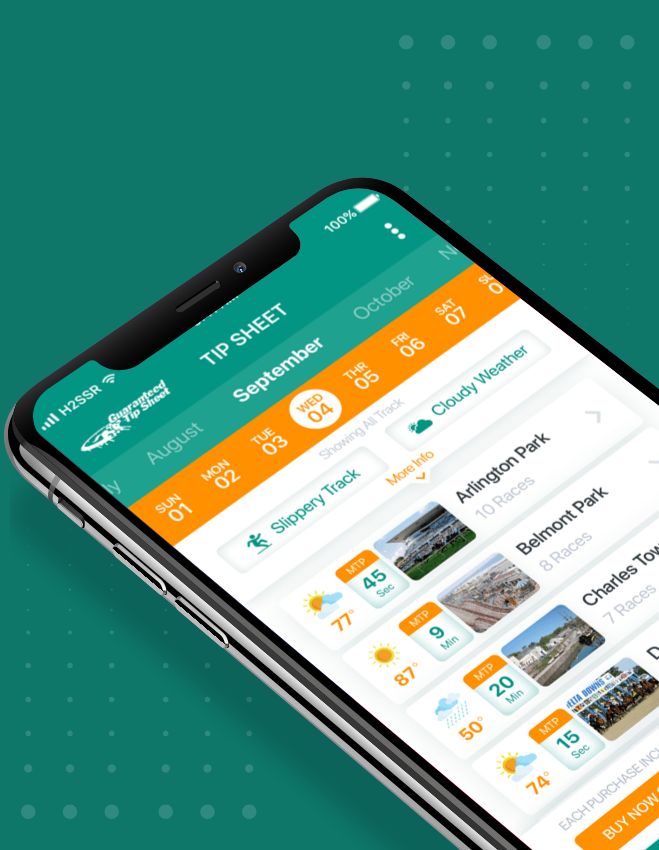 H2SSR
100%
Guaranteed
Tip Sheet
TIP SHEET
August
September
October
SUN
01
MON
02
TUE
03
WED
04
THR
05
FRI
06
SAT
07
Showing All Track
Slippery Track
Cloudy Weather
More Info
77°
MTP
45
Sec
Arlington Park
10 Races
87°
MTP
9
Min
Belmont Park
8 Races
50°
MTP
20
Min
Charles Tow
7 Races
74°
MTP
15
Sec
DELTA DOWNS
D
EACH PURCHASE INCL
BUY NOW